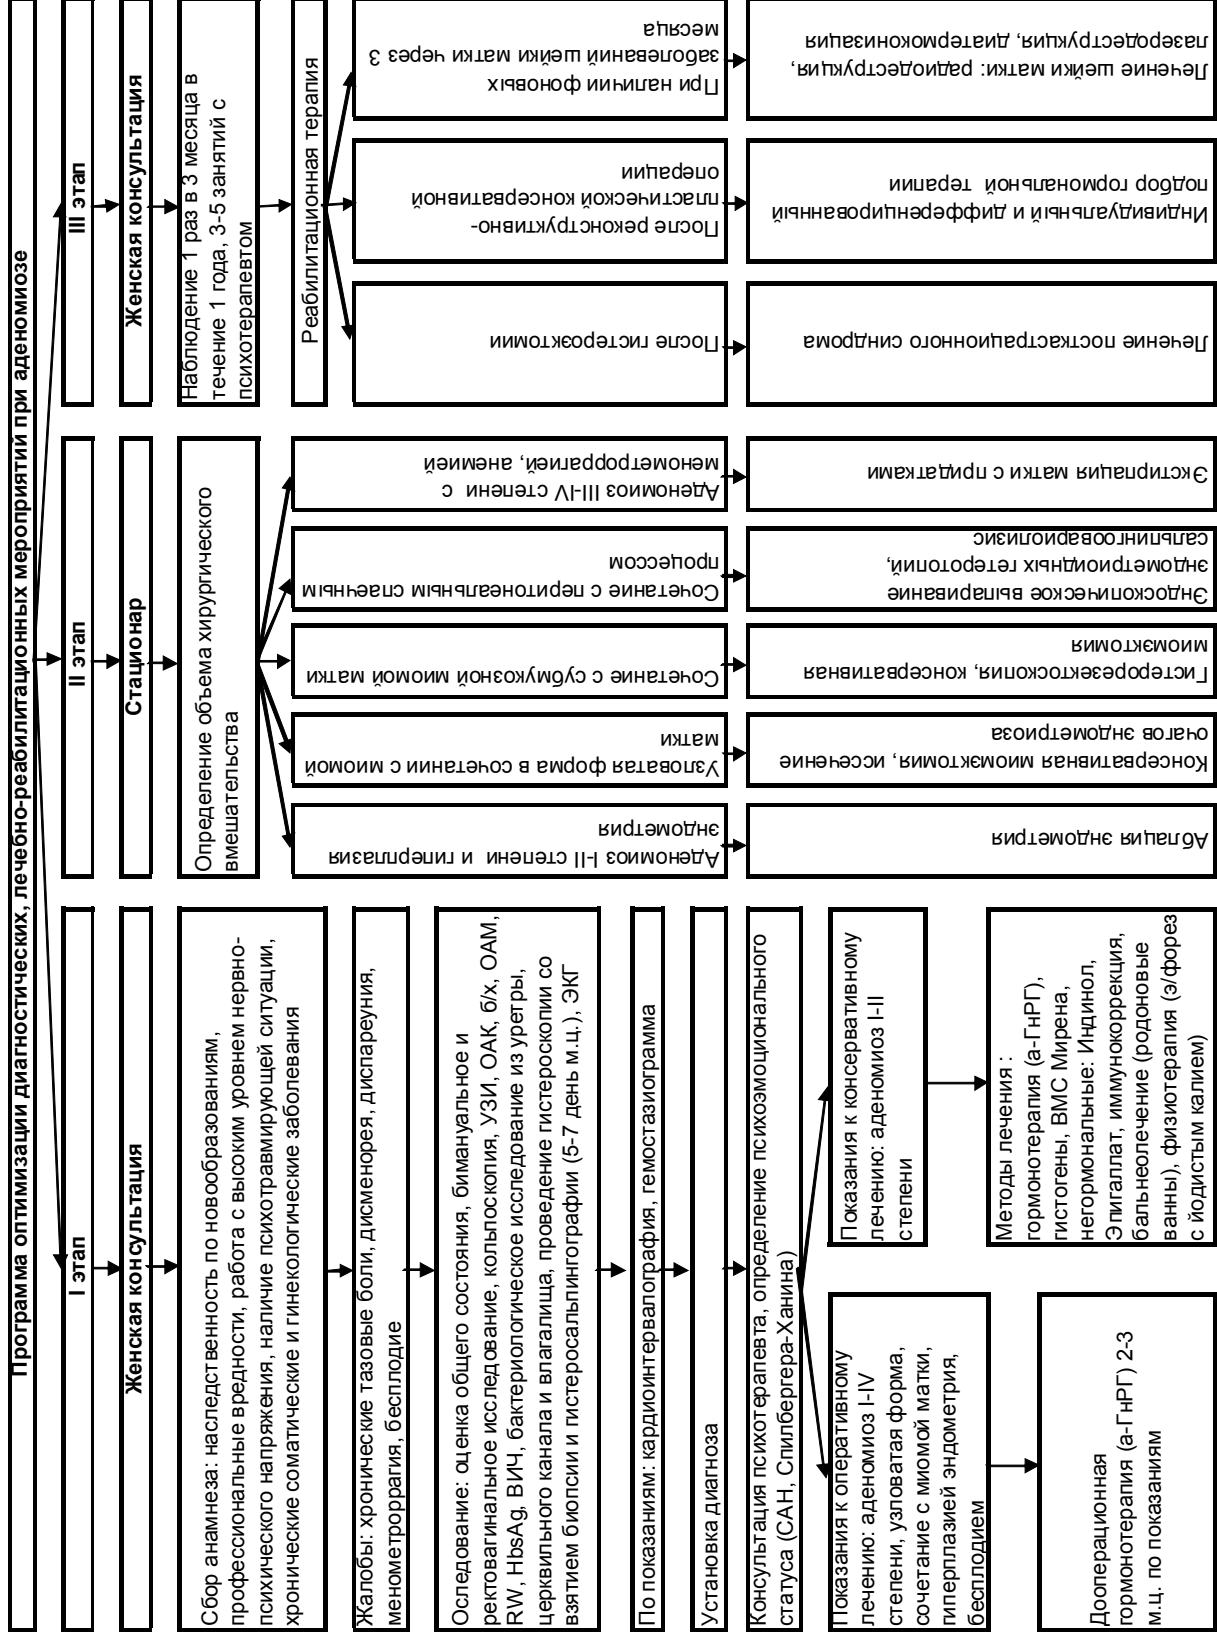 Программа оптимизации диагностических, лечебно-реабилитационных мероприятий при аденомиозе
I этап
Женская консультация
Сбор анамнеза: наследственность по новообразованиям,
профессиональные вредности, работа с высоким уровнем нервно-
психического напряжения, наличие психотравмирующей ситуации,
хронические соматические и гинекологические заболевания
Жалобы: хронические тазовые боли, дисменорея, диспареуния,
менометроррагия, бесплодие
Оследование: оценка общего состояния, бимануальное и
ректовагинальное исследование, кольпоскопия, УЗИ, ОАК, б/х, ОАМ,
RW, HbsAg, ВИЧ, бактериологическое исследование из уретры,
церквильного канала и влагалища, проведение гистероскопии со
взятием биопсии и гистеросальпингографии (5-7 день м.ц.), ЭКГ
По показаниям: кардиоинтервалография, гемостазиограмма
Установка диагноза
Консультация психотерапевта, определение психоэмоционального
статуса (САН, Спилбергера-Ханина)
Показания к оперативному
лечению: аденомиоз I-IV
степени, узловатая форма,
сочетание с миомой матки,
гиперплазией эндометрия,
бесплодием
Дооперационная
гормонотерапия (а-ГнРГ) 2-3
м.ц. по показаниям
Показания к консервативному
лечению: аденомиоз I-II
степени
Методы лечения :
гормонотерапия (а-ГнРГ),
гистогены, ВМС Мирена,
негормональные: Индинол,
Эпигаллат, иммунокоррекция,
бальнеолечение (родоновые
ванны), физиотерапия (э/форез
с йодистым калием)
II этап
Стационар
Определение объема хирургического
вмешательства
Аденомиоз I-II степени и гиперплазия
эндометрия
Аблация эндометрия
Узловатая форма в сочетании с миомой
матки
Консервативная миомэктомия, иссечение
очагов эндометриоза
Сочетание с субмукозной миомой матки
Гистерорезектоскопия, консервативная
миомэктомия
Сочетание с перитонеальным спаечным
процессом
Эндоскопическое выпаривание
эндометриоидных гетеротопий,
сальпингоовариолизис
Аденомиоз III-IV степени с
менометроррагией, анемией
Экстирпация матки с придатками
III этап
Женская консультация
Наблюдение 1 раз в 3 месяца в
течение 1 года, 3-5 занятий с
психотерапевтом
Реабилитационная терапия
После гистерэктомии
Лечение посткастрационного синдрома
После реконструктивно-
пластической консервативной
операции
Индивидуальный и дифференцированный
подбор гормональной терапии
При наличии фоновых
заболеваний шейки матки через 3
месяца
Лечение шейки матки: радиодеструкция,
лазеродеструкция, диатермоконизация